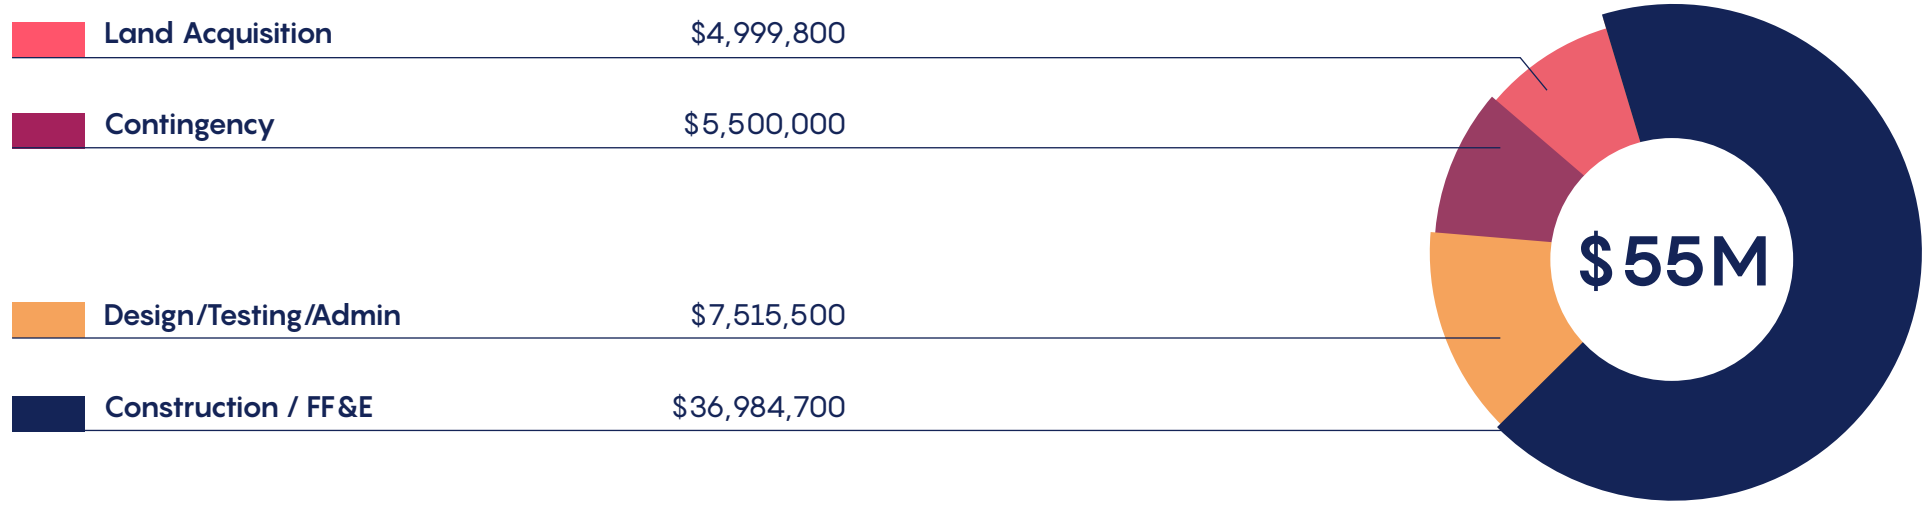 Land Acquisition $4,999,800
Contingency $5,500,000
$55M
Design/Testing/Admin $7,515,500
Construction / FF&E $36,984,700